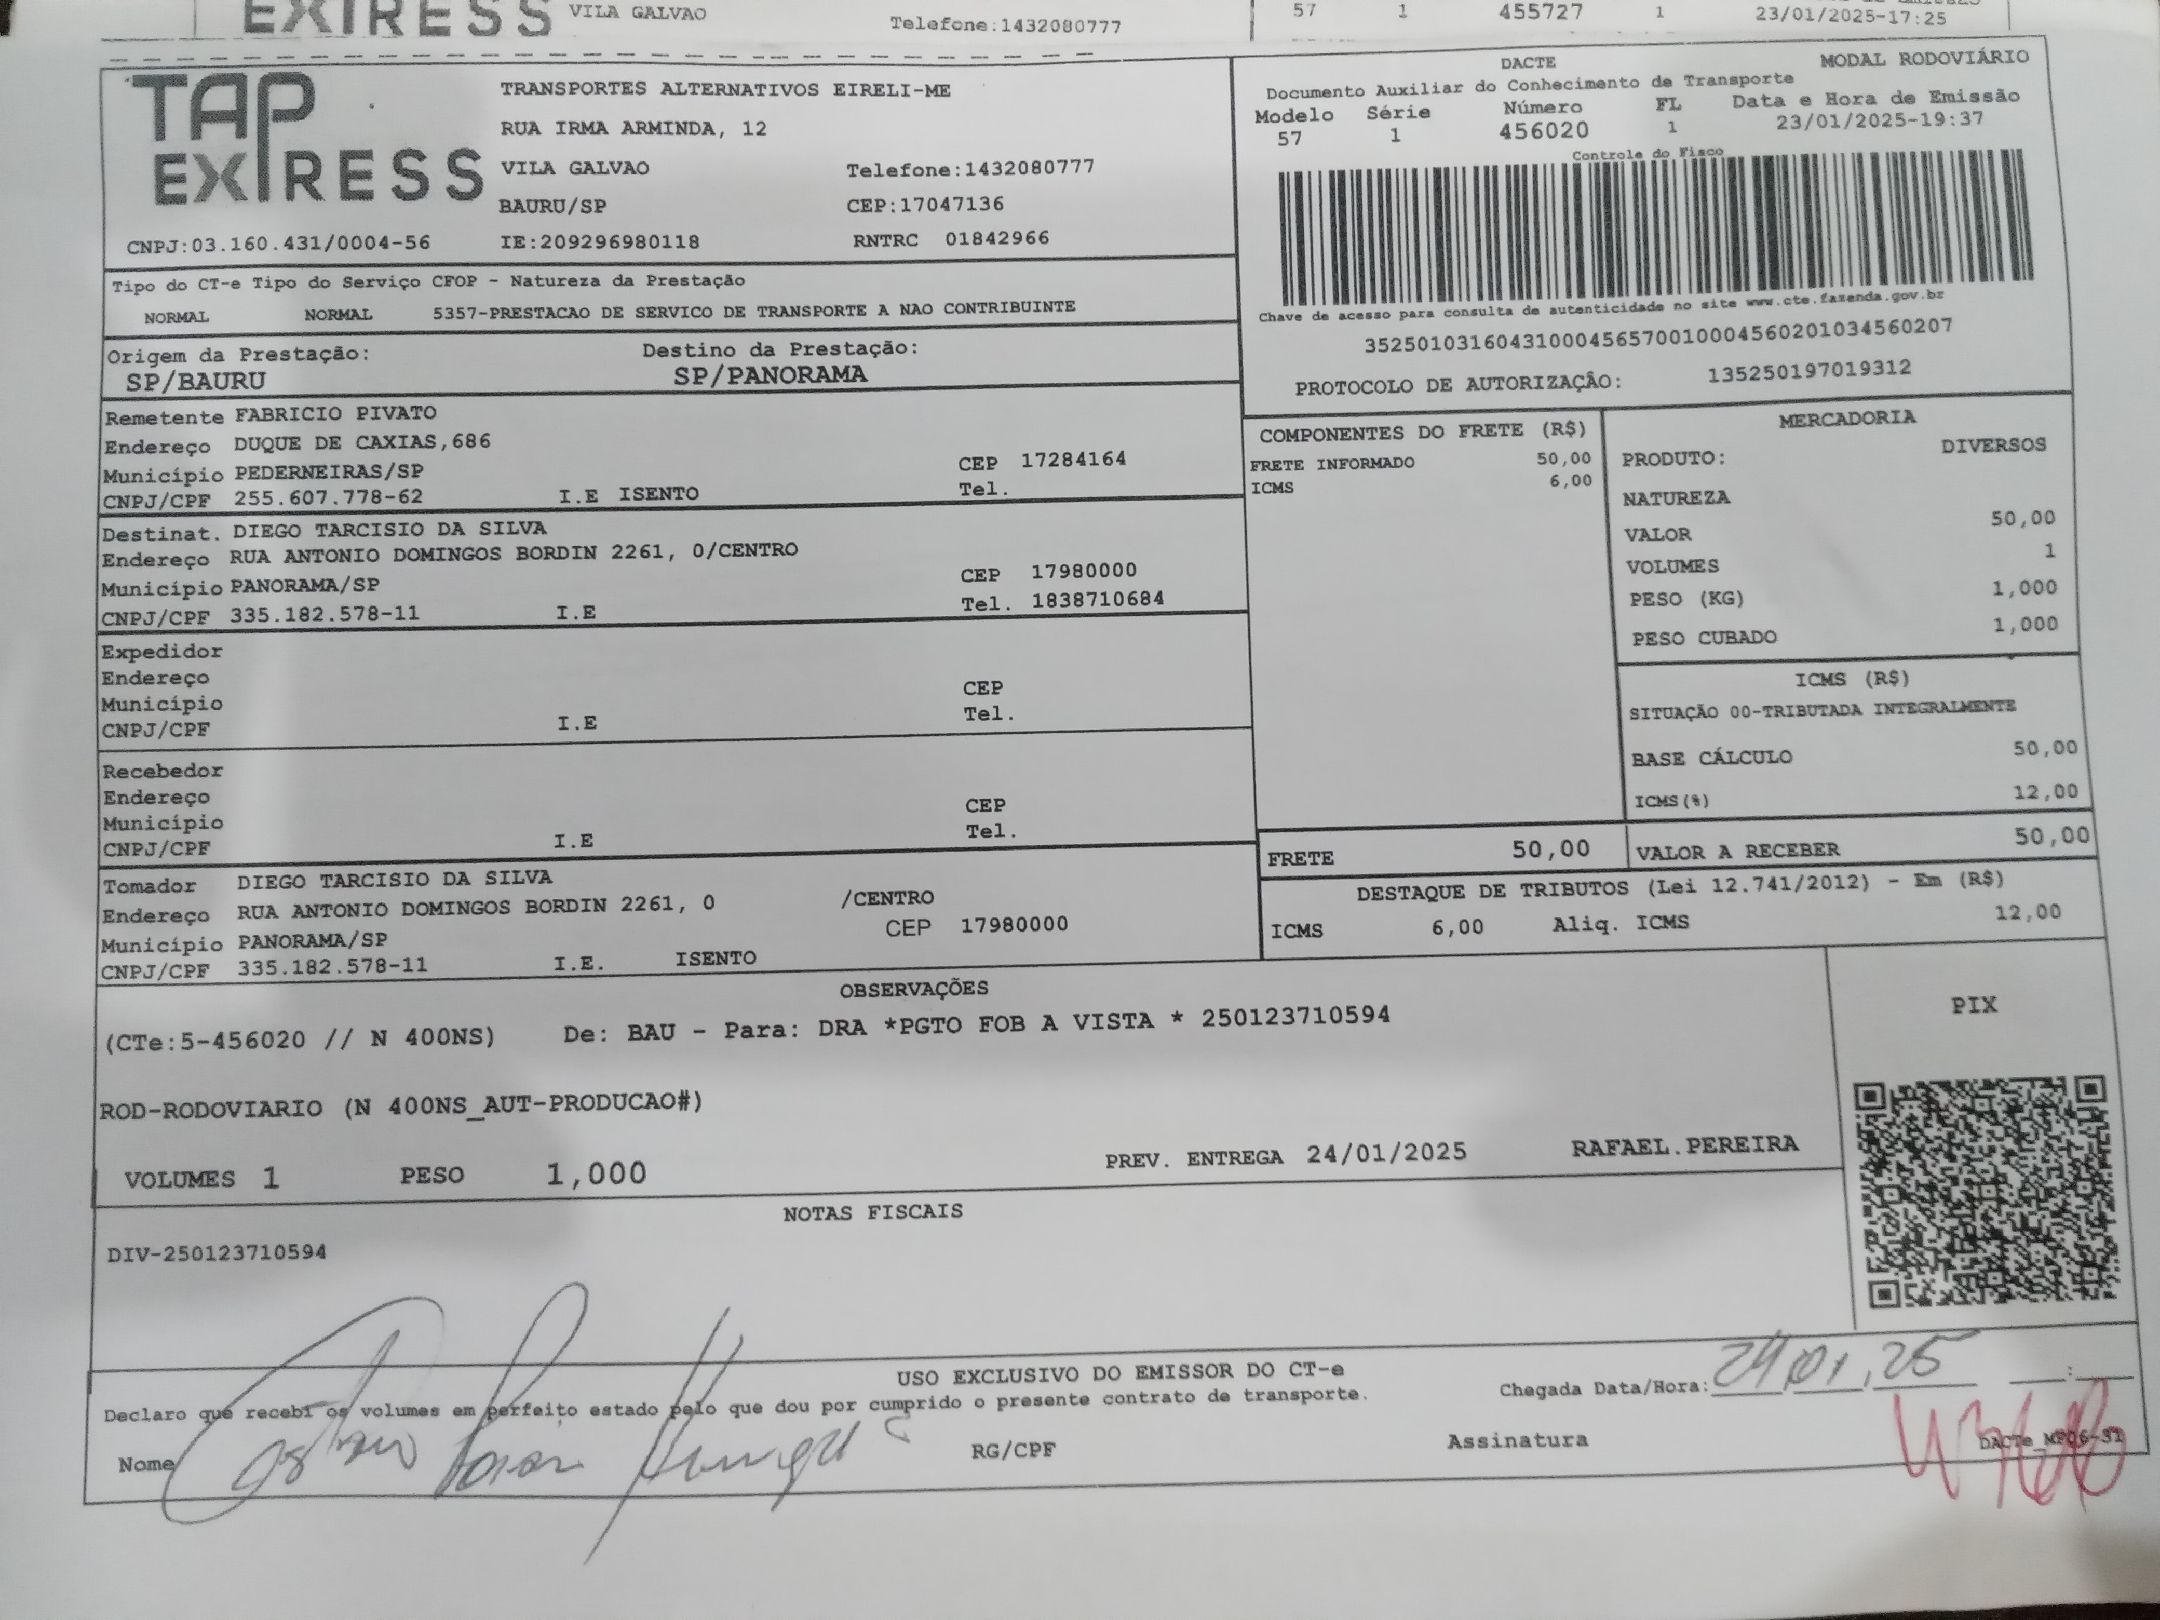 EXPRESS VILA GALVAO Telefone:1432080777 57 1 455727 1 23/01/2025-17:25
TAP EXPRESS
TRANSPORTES ALTERNATIVOS EIRELI-ME
RUA IRMA ARMINDA, 12
VILA GALVAO Telefone:1432080777
BAURU/SP CEP:17047136
CNPJ:03.160.431/0004-56 IE:209296980118 RNTRC 01842966
DACTE MODAL RODOVIÁRIO
Documento Auxiliar do Conhecimento de Transporte
Modelo Série Número FL Data e Hora de Emissão
57 1 456020 1 23/01/2025-19:37
Controle do Fisco
Chave de acesso para consulta de autenticidade no site www.cte.fazenda.gov.br
35250103160431000456570010004560201034560207
PROTOCOLO DE AUTORIZAÇÃO: 135250197019312
Tipo do CT-e Tipo do Serviço CFOP - Natureza da Prestação
NORMAL NORMAL 5357-PRESTACAO DE SERVICO DE TRANSPORTE A NAO CONTRIBUINTE
Origem da Prestação: Destino da Prestação:
SP/BAURU SP/PANORAMA
Remetente FABRICIO PIVATO
Endereço DUQUE DE CAXIAS,686
Município PEDERNEIRAS/SP CEP 17284164
CNPJ/CPF 255.607.778-62 I.E ISENTO Tel.
Destinat. DIEGO TARCISIO DA SILVA
Endereço RUA ANTONIO DOMINGOS BORDIN 2261, 0/CENTRO
Município PANORAMA/SP CEP 17980000
CNPJ/CPF 335.182.578-11 I.E Tel. 1838710684
Expedidor
Endereço
Município CEP
CNPJ/CPF I.E Tel.
Recebedor
Endereço
Município CEP
CNPJ/CPF I.E Tel.
Tomador DIEGO TARCISIO DA SILVA
Endereço RUA ANTONIO DOMINGOS BORDIN 2261, 0 /CENTRO
Município PANORAMA/SP CEP 17980000
CNPJ/CPF 335.182.578-11 I.E. ISENTO
COMPONENTES DO FRETE (R$)
FRETE INFORMADO 50,00
ICMS 6,00
MERCADORIA
PRODUTO: DIVERSOS
NATUREZA
VALOR 50,00
VOLUMES 1
PESO (KG) 1,000
PESO CUBADO 1,000
ICMS (R$)
SITUAÇÃO 00-TRIBUTADA INTEGRALMENTE
BASE CÁLCULO 50,00
ICMS(%) 12,00
FRETE 50,00 VALOR A RECEBER 50,00
DESTAQUE DE TRIBUTOS (Lei 12.741/2012) - Em (R$)
ICMS 6,00 Aliq. ICMS 12,00
OBSERVAÇÕES
(CTe:5-456020 // N 400NS) De: BAU - Para: DRA *PGTO FOB A VISTA * 250123710594
ROD-RODOVIARIO (N 400NS_AUT-PRODUCAO#)
VOLUMES 1 PESO 1,000 PREV. ENTREGA 24/01/2025 RAFAEL.PEREIRA
PIX
NOTAS FISCAIS
DIV-250123710594
USO EXCLUSIVO DO EMISSOR DO CT-e
Declaro que recebi os volumes em perfeito estado pelo que dou por cumprido o presente contrato de transporte.
Chegada Data/Hora: 24/01/25 :
Nome RG/CPF Assinatura DACTe_MP06-31